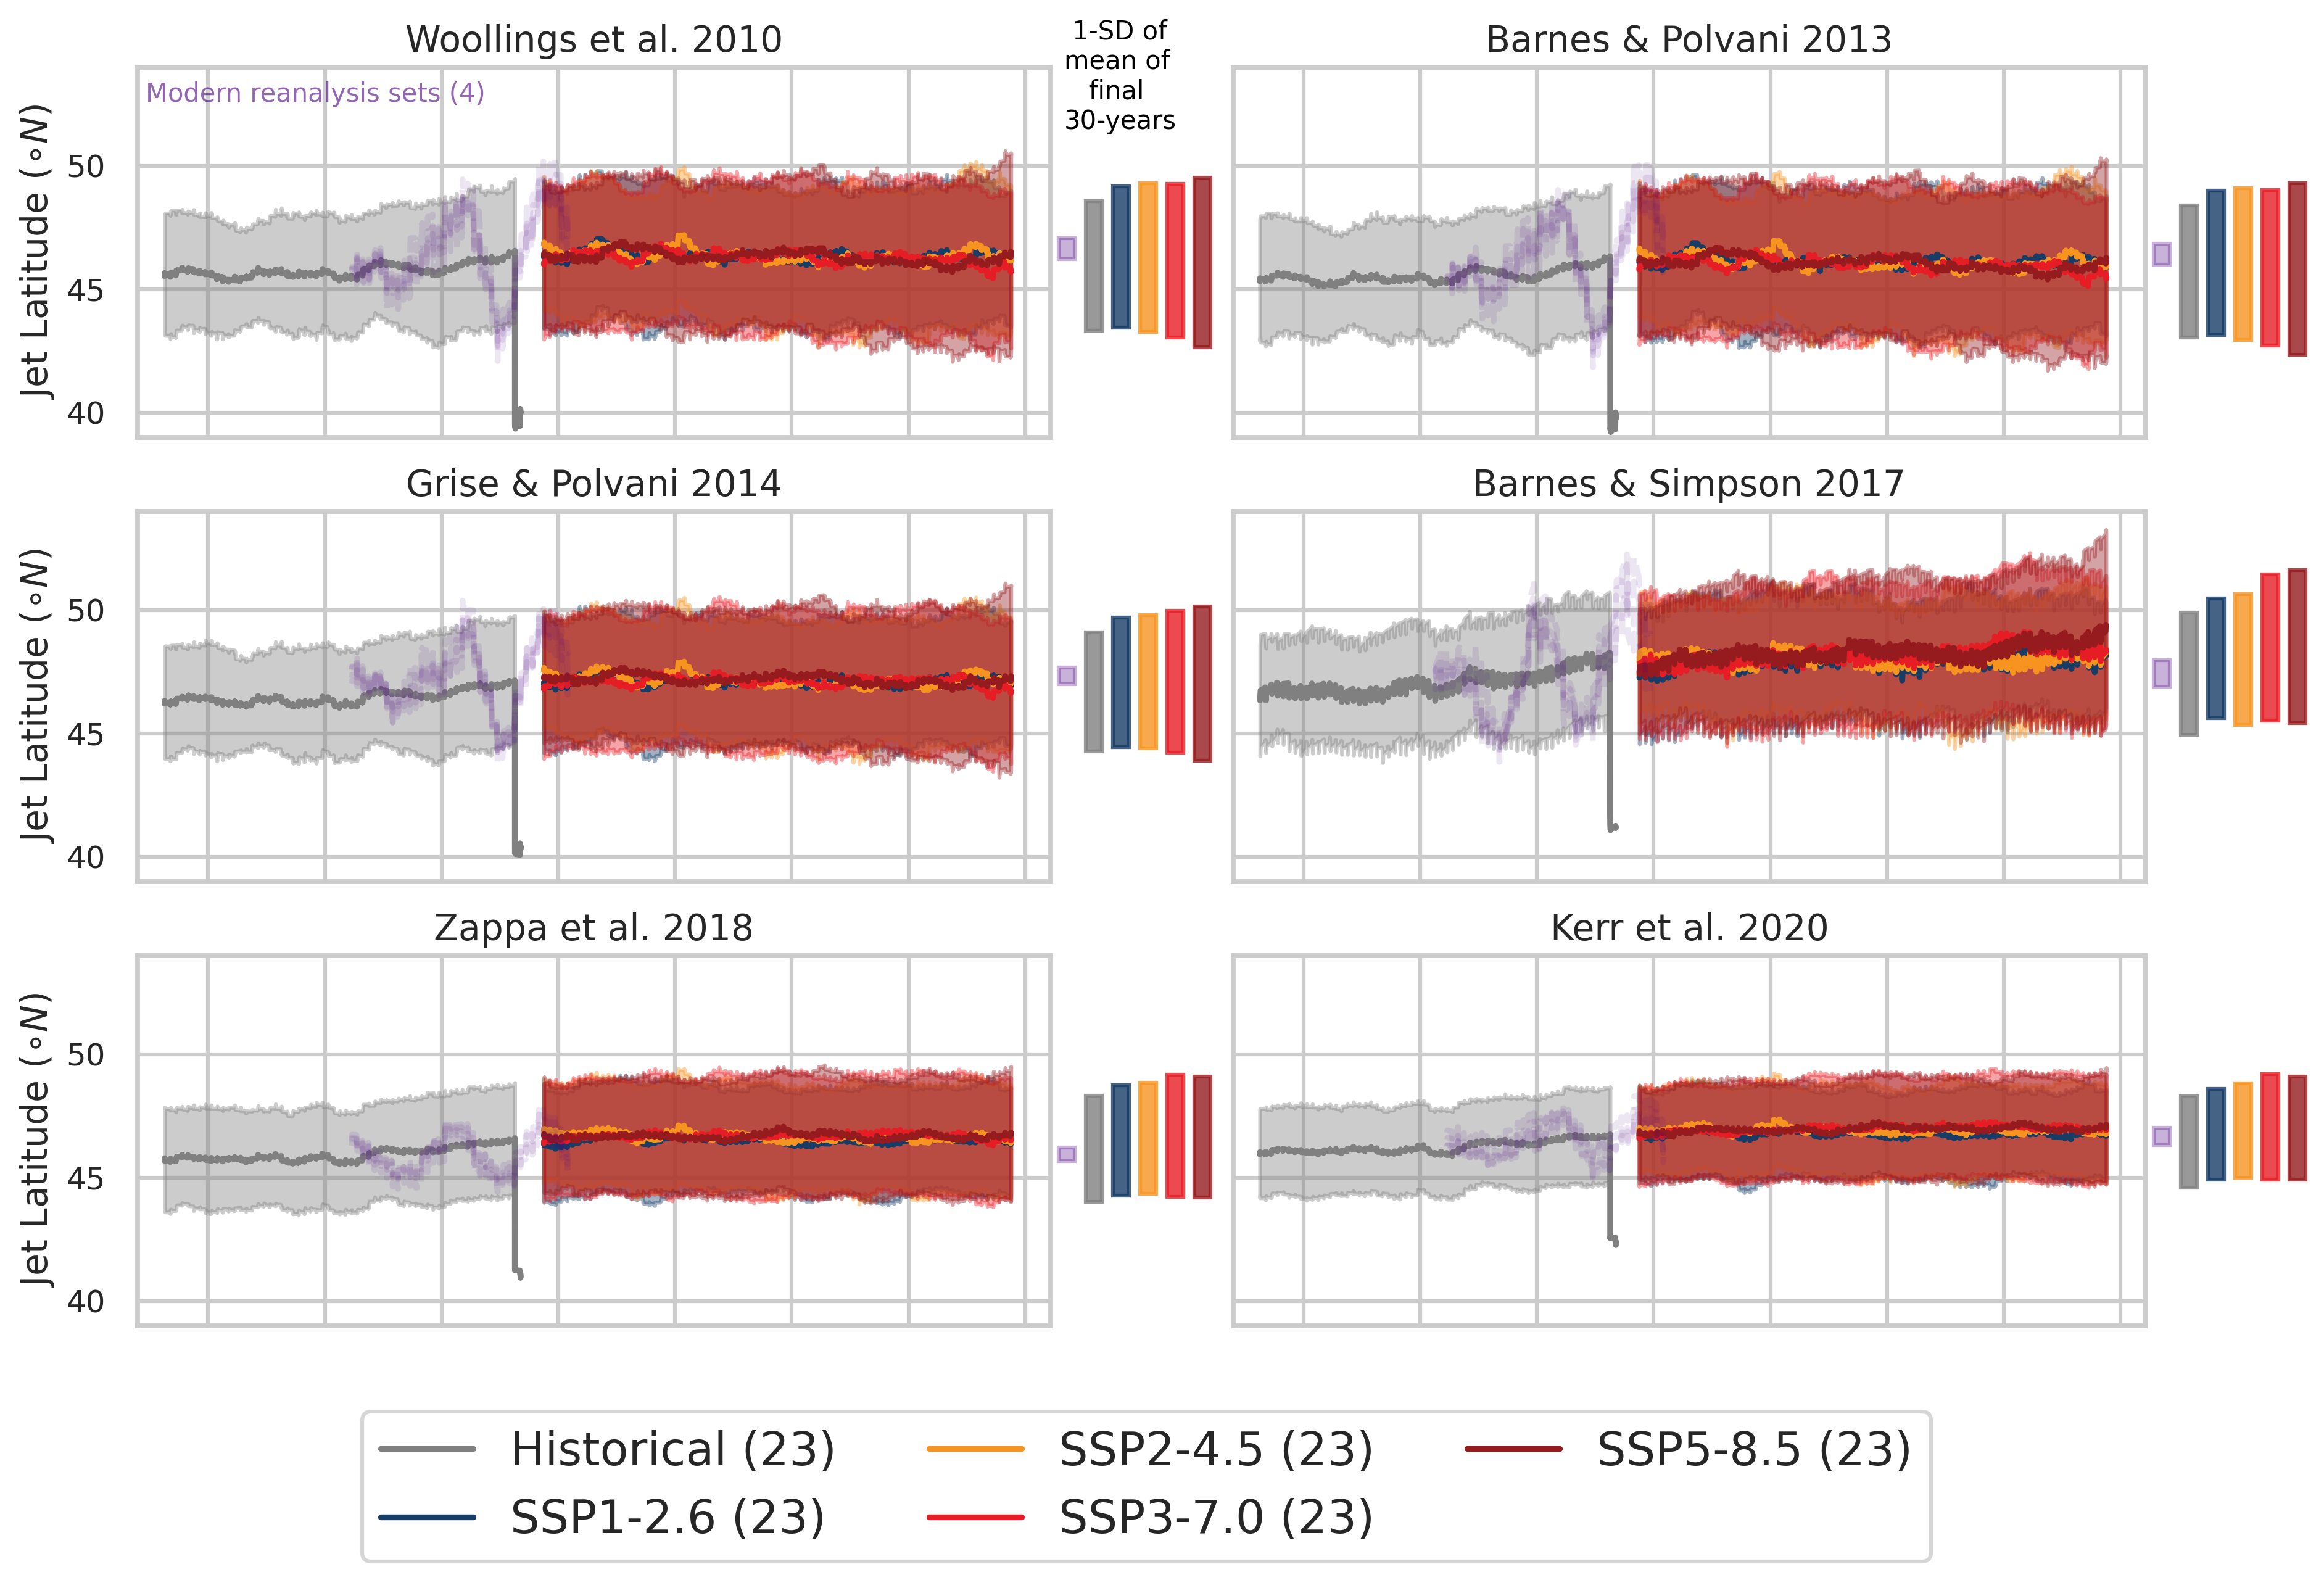 Woollings et al. 2010
1-SD of
mean of
final
30-years
Barnes & Polvani 2013
Modern reanalysis sets (4)
Jet Latitude (∘N)
50
45
40
Grise & Polvani 2014
Barnes & Simpson 2017
Jet Latitude (∘N)
50
45
40
Zappa et al. 2018
Kerr et al. 2020
Jet Latitude (∘N)
50
45
40
Historical (23)
SSP2-4.5 (23)
SSP5-8.5 (23)
SSP1-2.6 (23)
SSP3-7.0 (23)